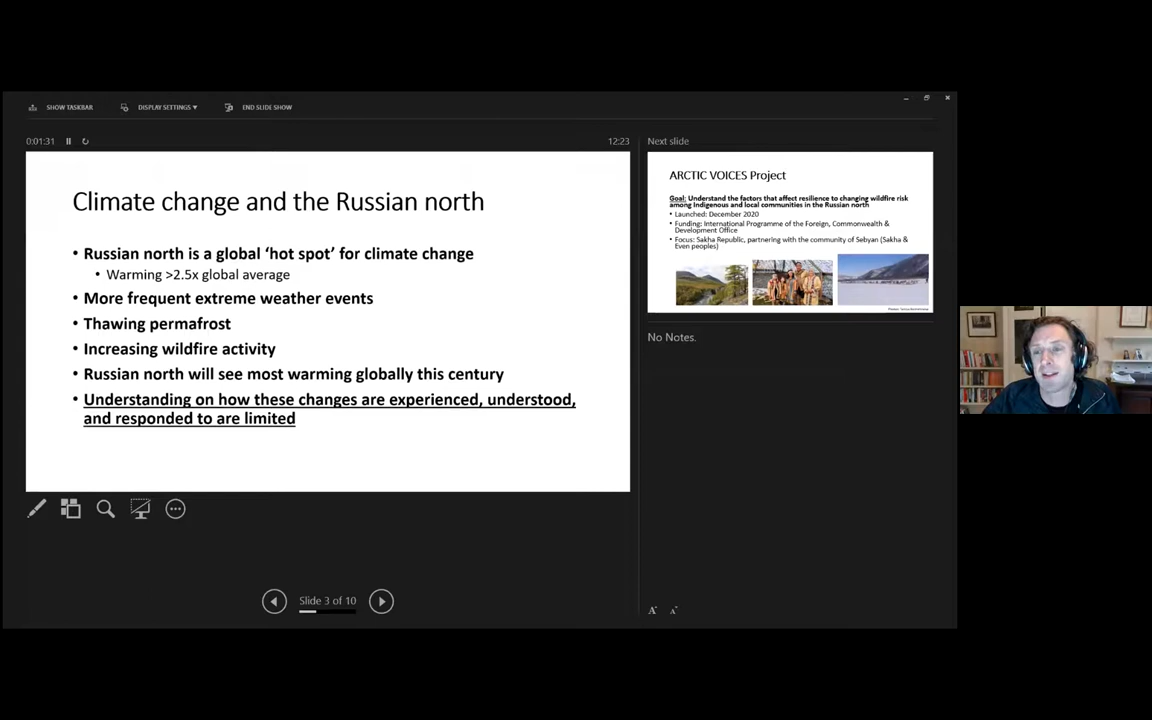 SHOW TASKBAR
DISPLAY SETTINGS ▼
END SLIDE SHOW
0:01:31
12:23
Next slide
Climate change and the Russian north
• Russian north is a global ‘hot spot’ for climate change
• Warming >2.5x global average
• More frequent extreme weather events
• Thawing permafrost
• Increasing wildfire activity
• Russian north will see most warming globally this century
• Understanding on how these changes are experienced, understood,
and responded to are limited
ARCTIC VOICES Project
Goal: Understand the factors that affect resilience to changing wildfire risk
among Indigenous and local communities in the Russian north
• Launched: December 2020
• Funding: International Programme of the Foreign, Commonwealth &
Development Office
• Focus: Sakha Republic, partnering with the community of Sebyan (Sakha &
Even peoples)
No Notes.
Slide 3 of 10
A
A